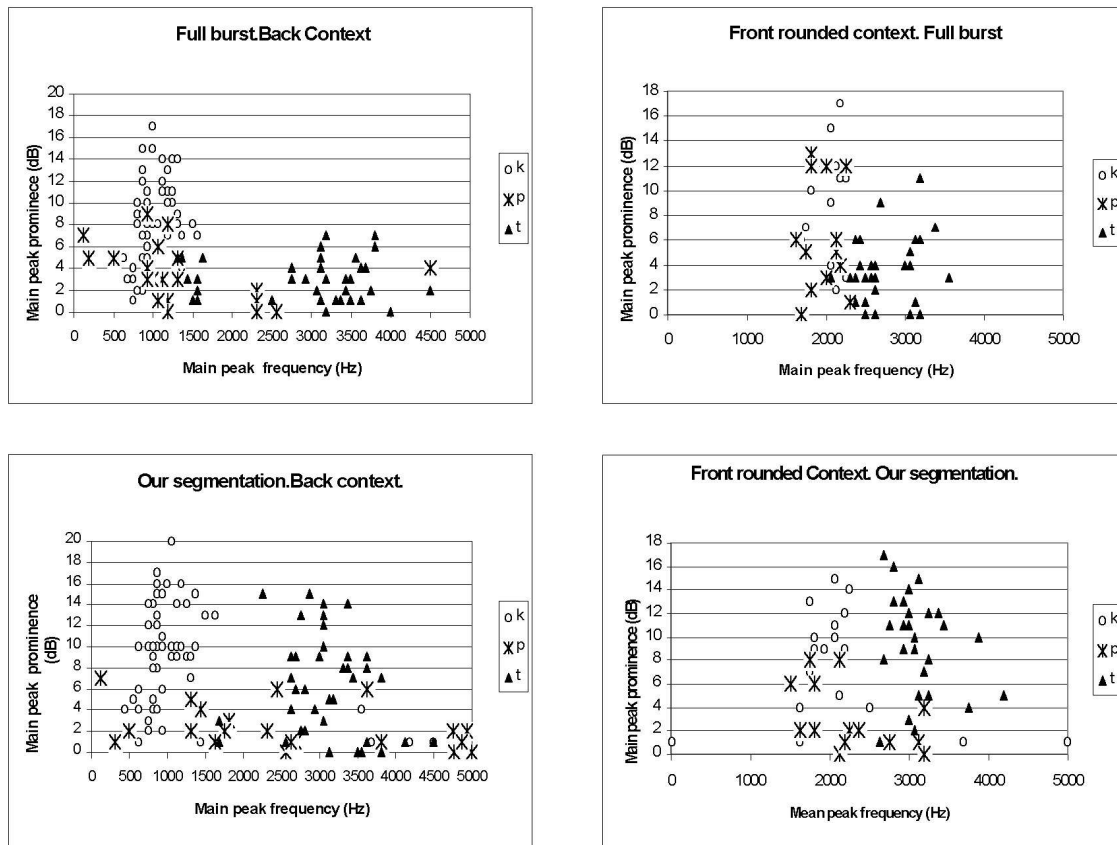 Full burst.Back Context
Main peak prominece (dB)
20
18
16
14
12
10
8
6
4
2
0
0 500 1000 1500 2000 2500 3000 3500 4000 4500 5000
Main peak frequency (Hz)
k
p
t
Front rounded context. Full burst
Main peak prominence (dB)
18
16
14
12
10
8
6
4
2
0
0 1000 2000 3000 4000 5000
Main peak frequency (Hz)
k
p
t
Our segmentation.Back context.
Main peak prominence
(dB)
20
18
16
14
12
10
8
6
4
2
0
0 500 1000 1500 2000 2500 3000 3500 4000 4500 5000
Main peak frequency (Hz)
k
p
t
Front rounded Context. Our segmentation.
Main peak prominence (dB)
18
16
14
12
10
8
6
4
2
0
0 1000 2000 3000 4000 5000
Mean peak frequency (Hz)
k
p
t